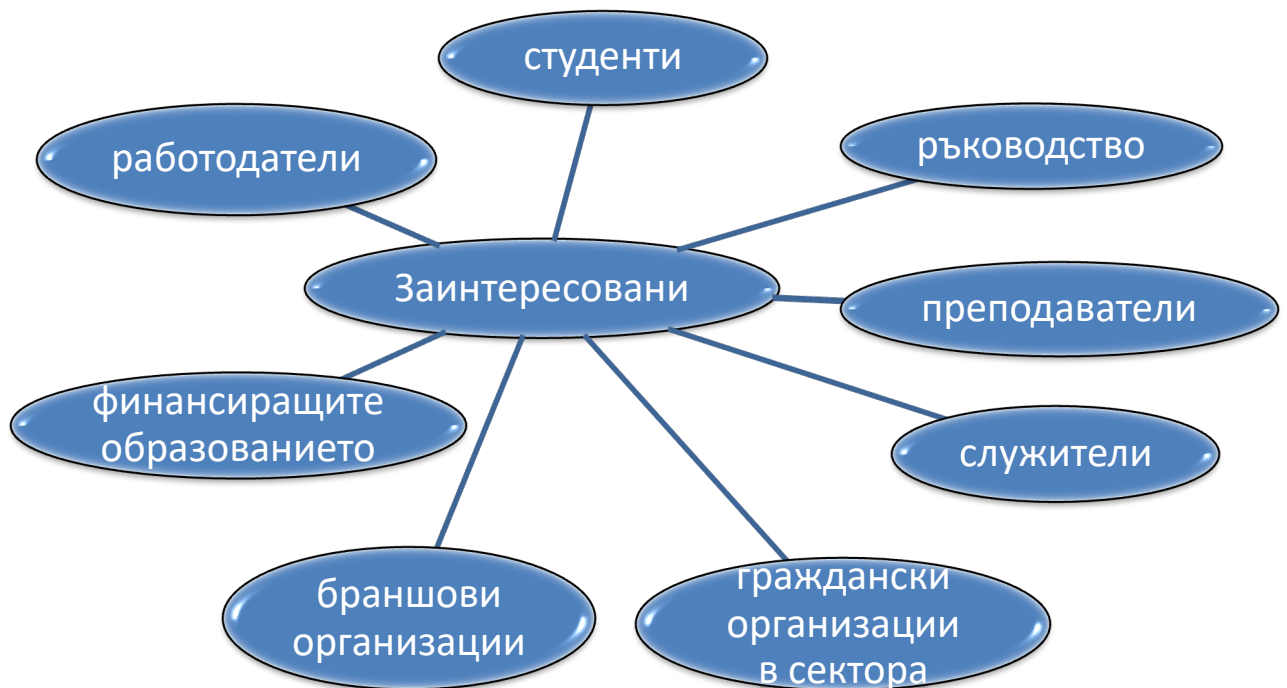 студенти
работодатели
ръководство
Заинтересовани
преподаватели
финансиращите
образованието
служители
браншови
организации
граждански
организации
в сектора